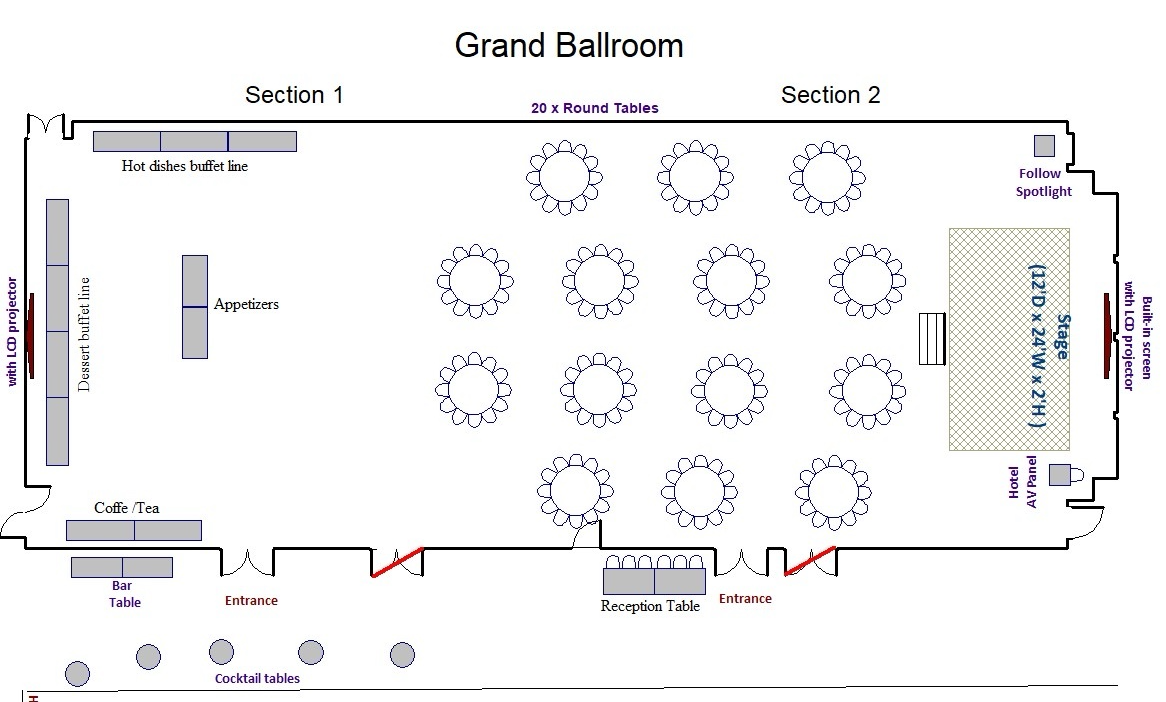 Grand Ballroom
Section 1
Section 2
20 x Round Tables
Hot dishes buffet line
Follow
Spotlight
with LCD projector
Dessert buffet line
Appetizers
Stage
(12'D x 24'W x 2'H )
Built-in screen
with LCD projector
Hotel
AV Panel
Coffe /Tea
Bar
Table
Entrance
Reception Table
Entrance
Cocktail tables
H